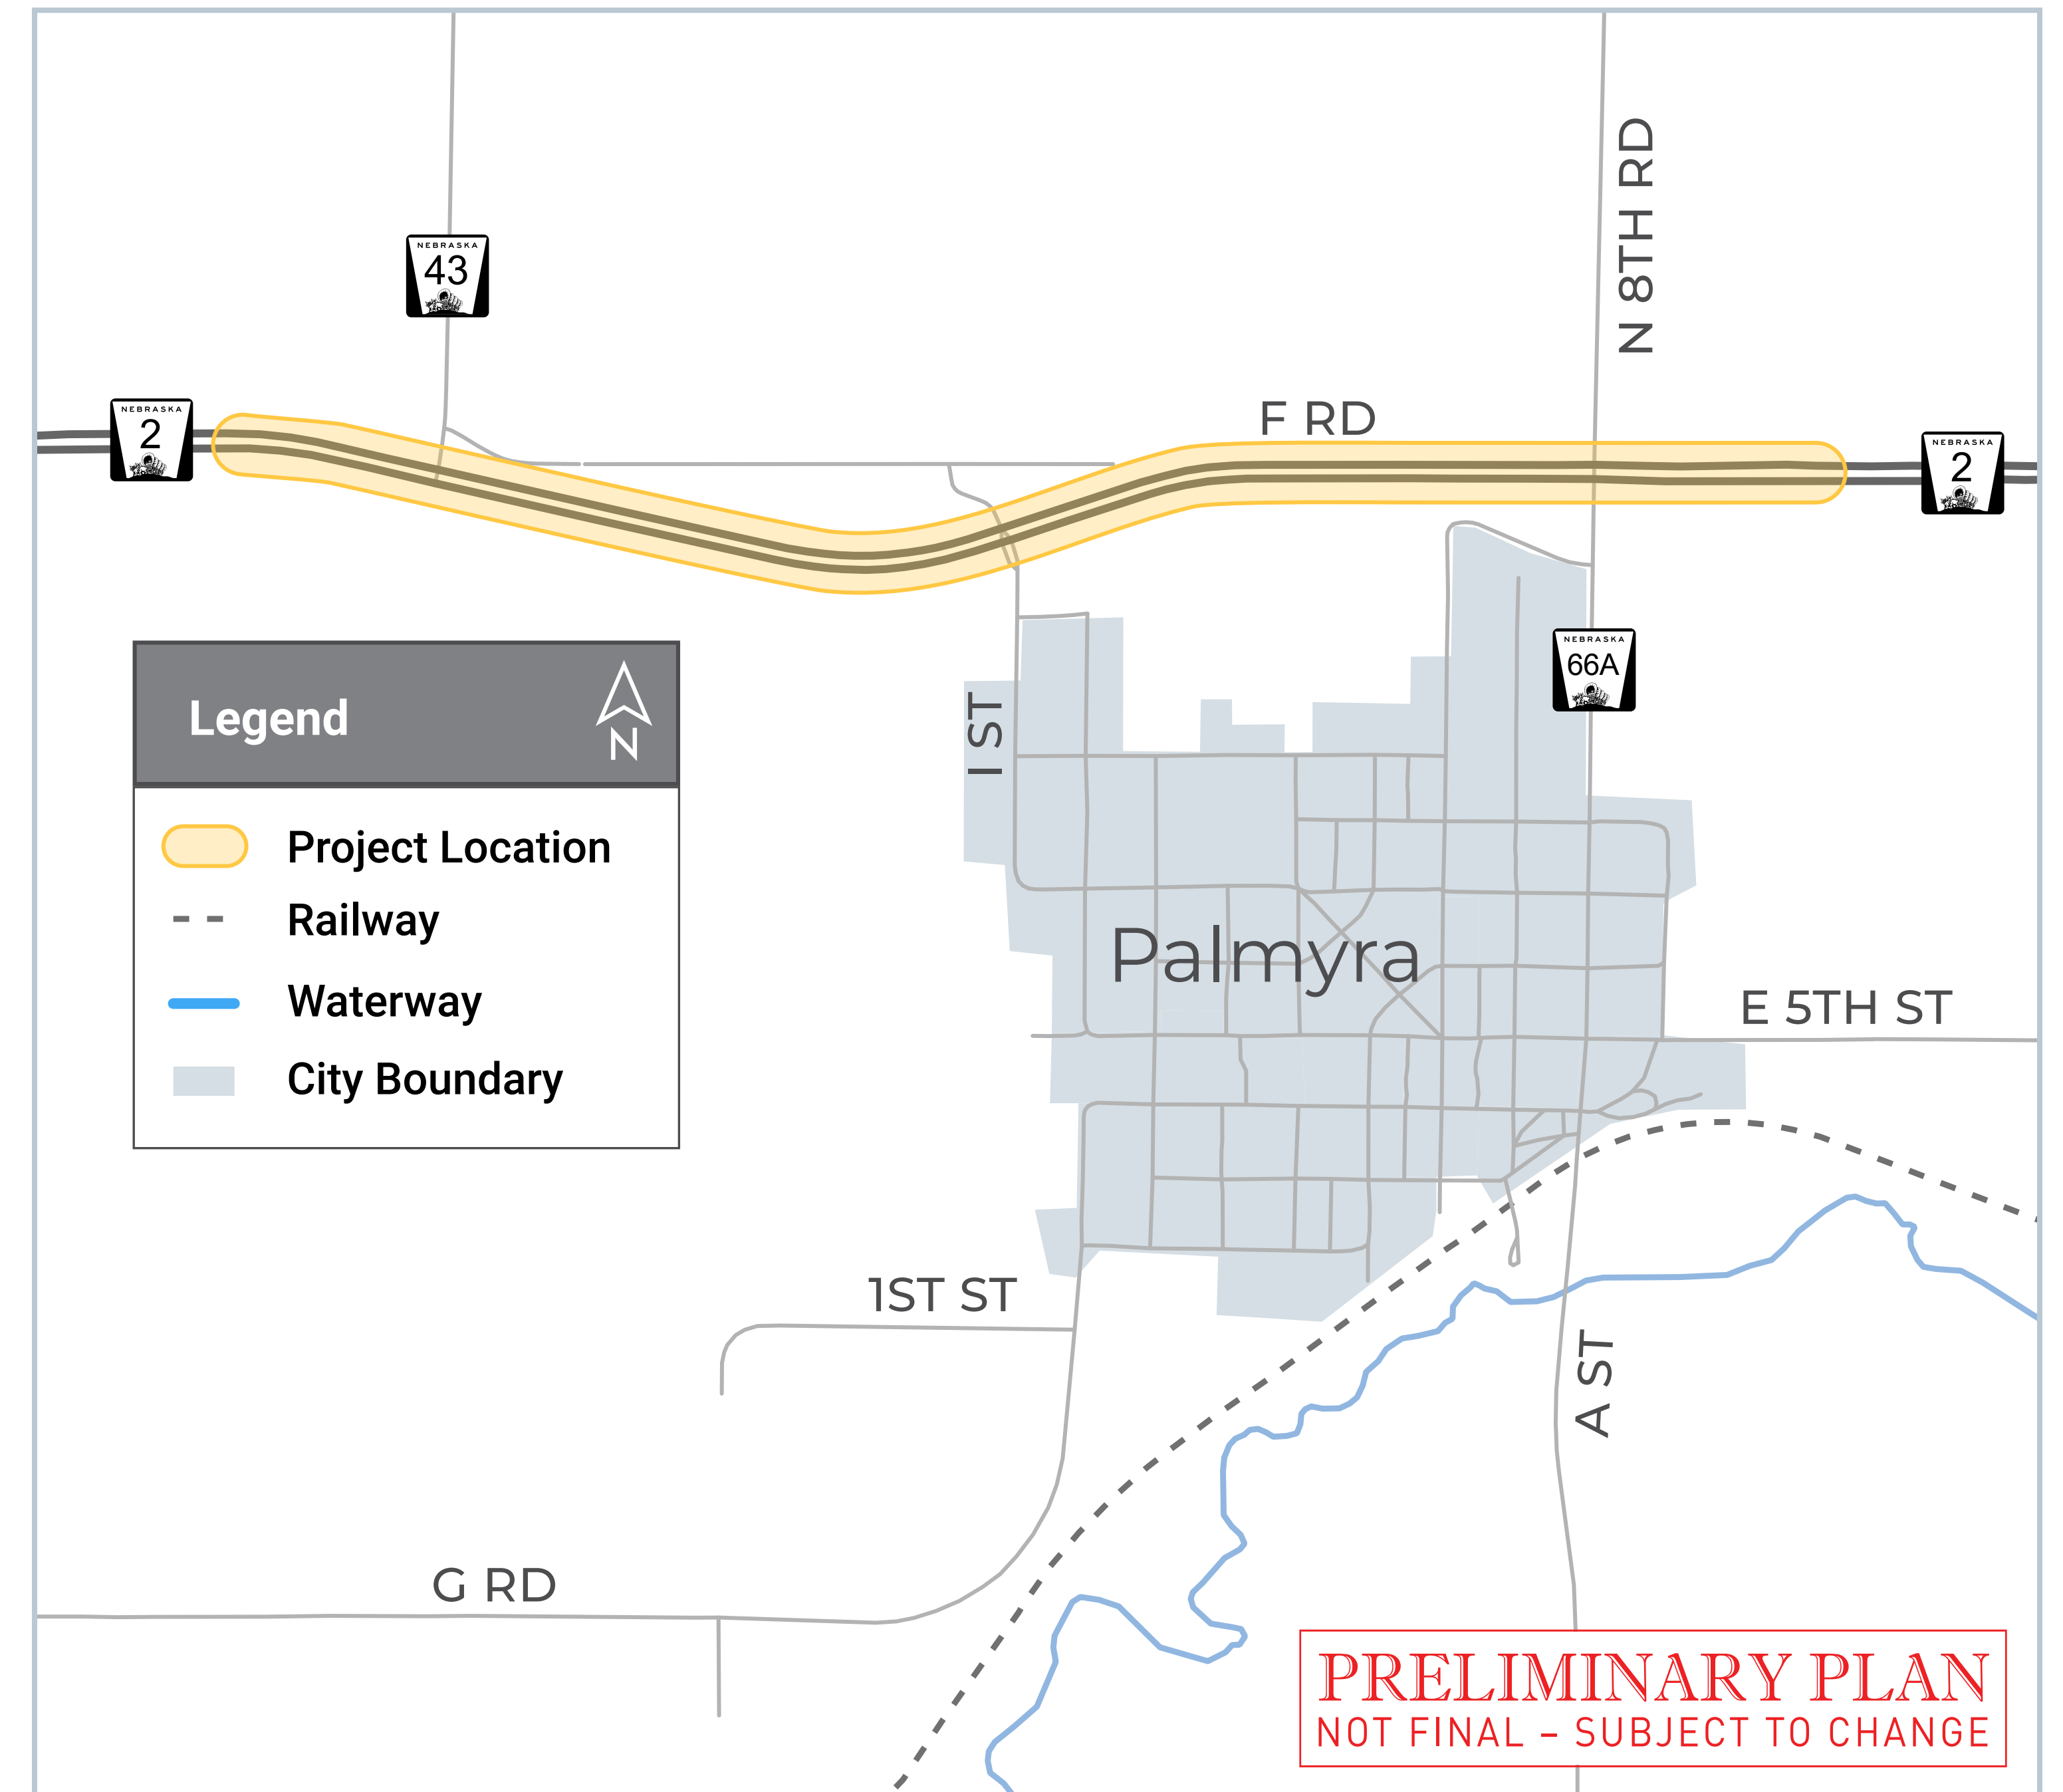 N 8TH RD
NEBRASKA
43
F RD
NEBRASKA
2
NEBRASKA
2
NEBRASKA
66A
Legend
N
I ST
Project Location
Railway
Waterway
City Boundary
Palmyra
E 5TH ST
1ST ST
A ST
G RD
PRELIMINARY PLAN
NOT FINAL – SUBJECT TO CHANGE